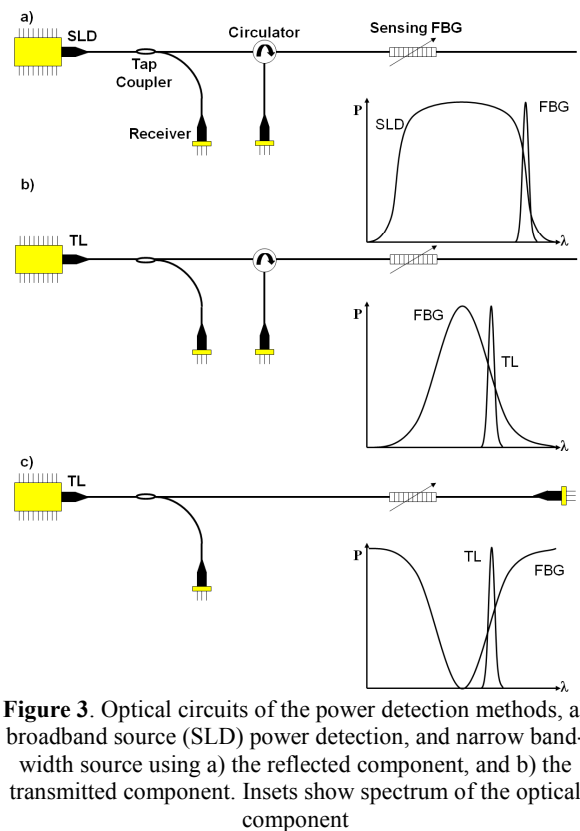 a)
SLD
Tap
Coupler
Circulator
Sensing FBG
Receiver
P
SLD
FBG
λ
b)
TL
P
FBG
TL
λ
c)
TL
P
TL
FBG
λ
Figure 3. Optical circuits of the power detection methods, a
broadband source (SLD) power detection, and narrow band-
width source using a) the reflected component, and b) the
transmitted component. Insets show spectrum of the optical
component